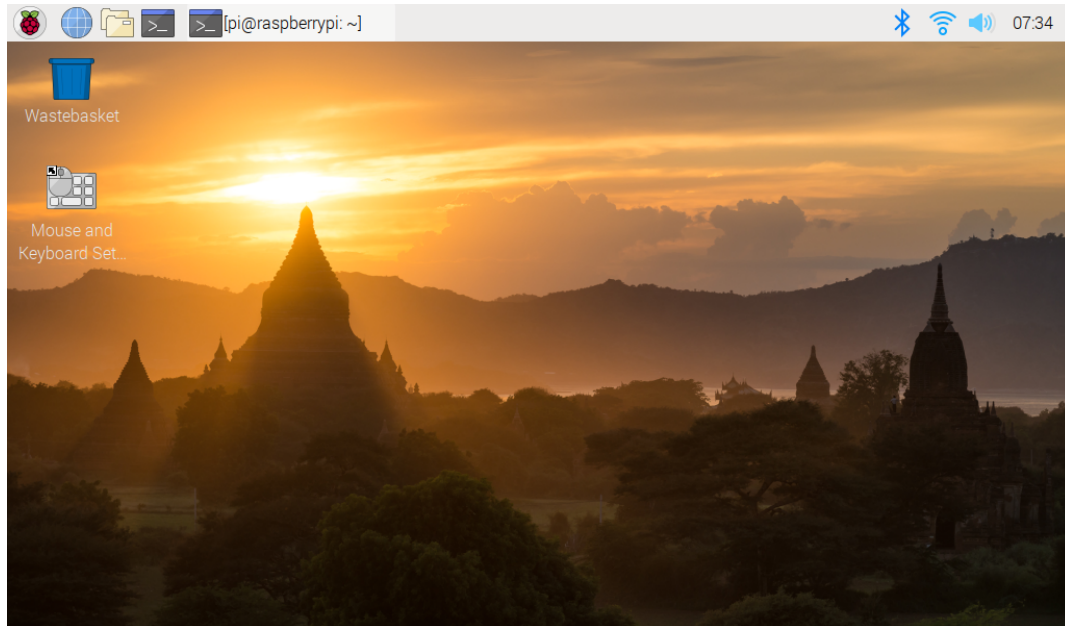 [pi@raspberrypi: ~]
07:34
Wastebasket
Mouse and
Keyboard Set...